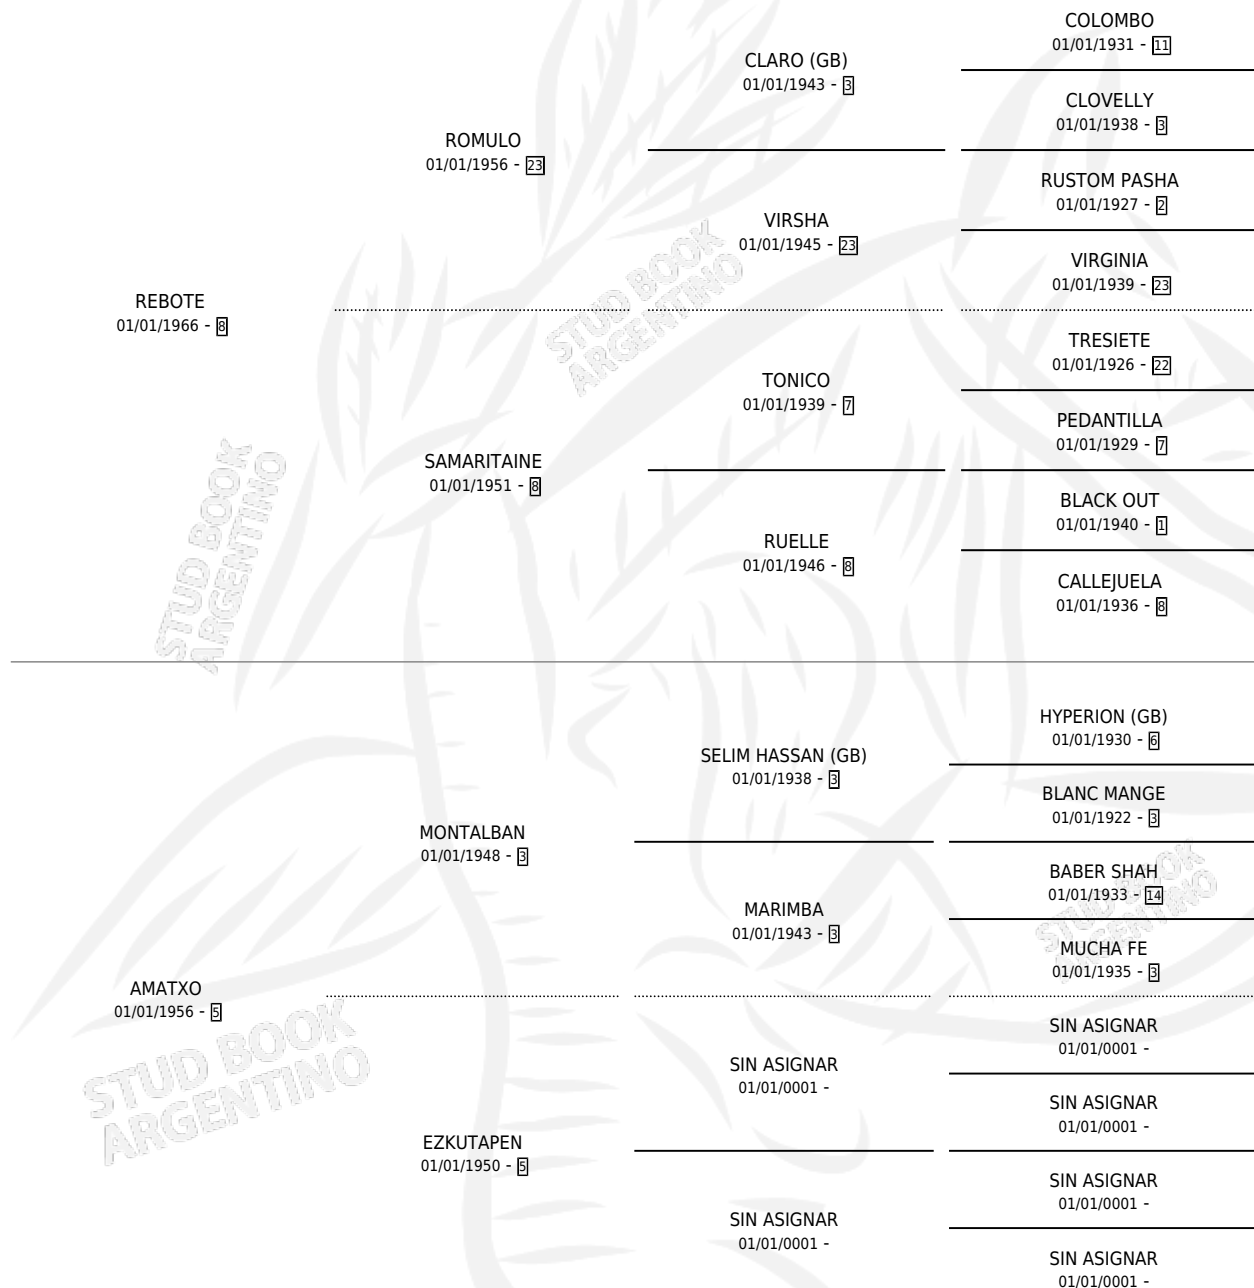 COLOMBO
01/01/1931 - 11
CLARO (GB)
01/01/1943 - 3
CLOVELLY
01/01/1938 - 3
ROMULO
01/01/1956 - 23
RUSTOM PASHA
01/01/1927 - 2
VIRSHA
01/01/1945 - 23
VIRGINIA
01/01/1939 - 23
REBOTE
01/01/1966 - 8
TRESIETE
01/01/1926 - 22
TONICO
01/01/1939 - 7
PEDANTILLA
01/01/1929 - 7
SAMARITAINE
01/01/1951 - 8
BLACK OUT
01/01/1940 - 1
RUELLE
01/01/1946 - 8
CALLEJUELA
01/01/1936 - 8
HYPERION (GB)
01/01/1930 - 6
SELIM HASSAN (GB)
01/01/1938 - 3
BLANC MANGE
01/01/1922 - 3
MONTALBAN
01/01/1948 - 3
BABER SHAH
01/01/1933 - 14
MARIMBA
01/01/1943 - 3
MUCHA FE
01/01/1935 - 3
AMATXO
01/01/1956 - 5
SIN ASIGNAR
01/01/0001 -
SIN ASIGNAR
01/01/0001 -
SIN ASIGNAR
01/01/0001 -
EZKUTAPEN
01/01/1950 - 5
SIN ASIGNAR
01/01/0001 -
SIN ASIGNAR
01/01/0001 -
SIN ASIGNAR
01/01/0001 -
STUD BOOK
ARGENTINO
STUD BOOK
ARGENTINO
STUD BOOK
ARGENTINO
STUD BOOK
ARGENTINO